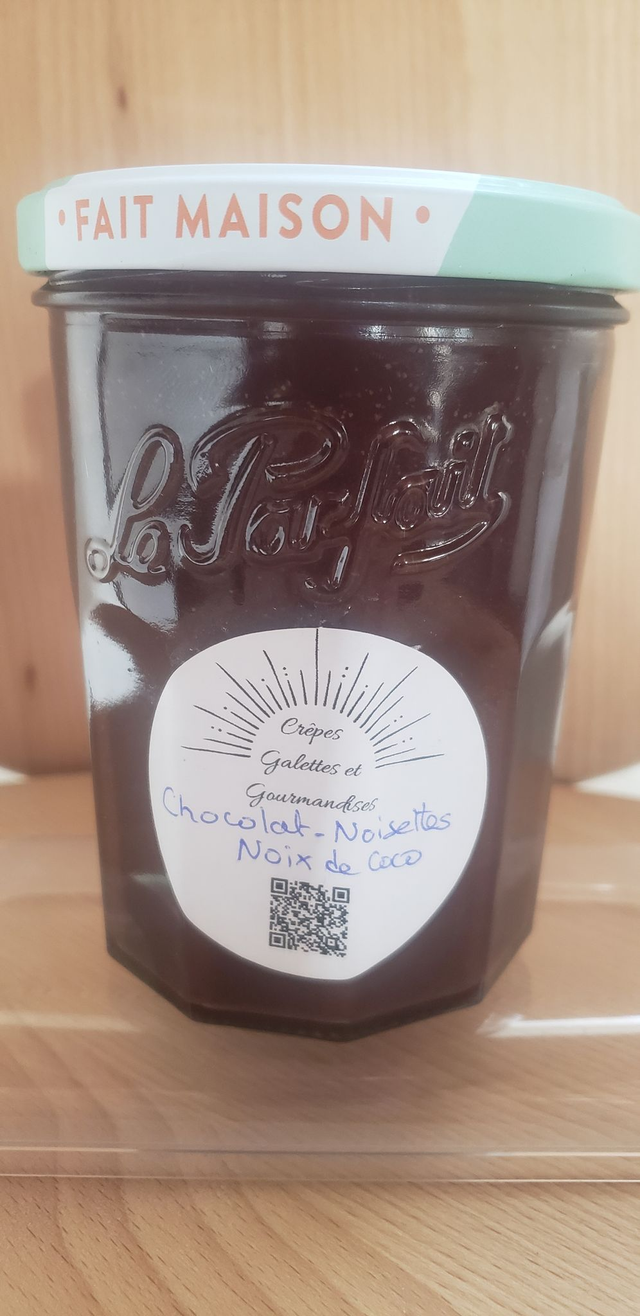 • FAIT MAISON •
Le Parfait
Crêpes
Galettes et
Gourmandises
Chocolat - Noisettes
Noix de Coco